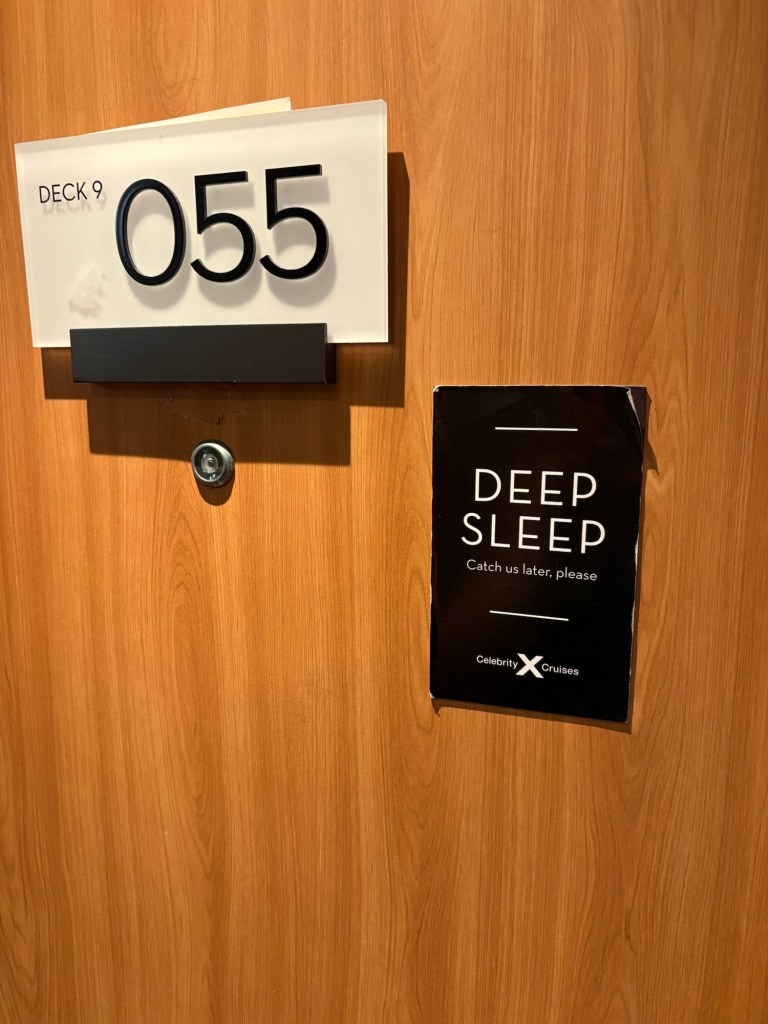 DECK 9 055
DEEP
SLEEP
Catch us later, please
Celebrity X Cruises